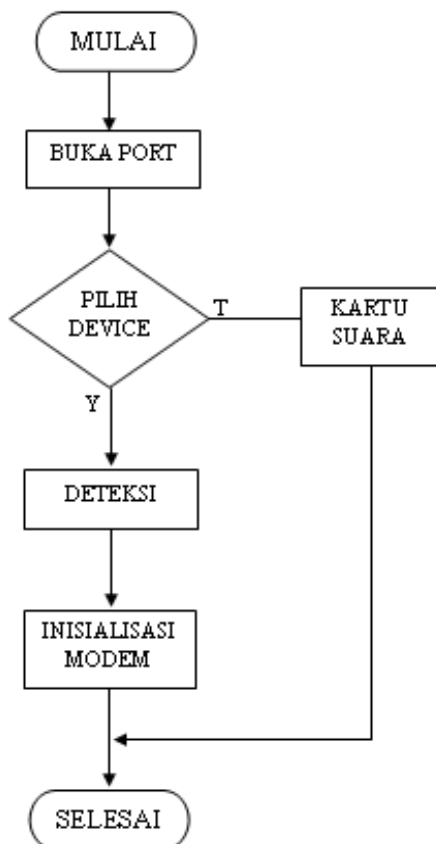 MULAI
BUKA PORT
PILIH
DEVICE
T
KARTU
SUARA
Y
DETEKSI
INISIALISASI
MODEM
SELESAI